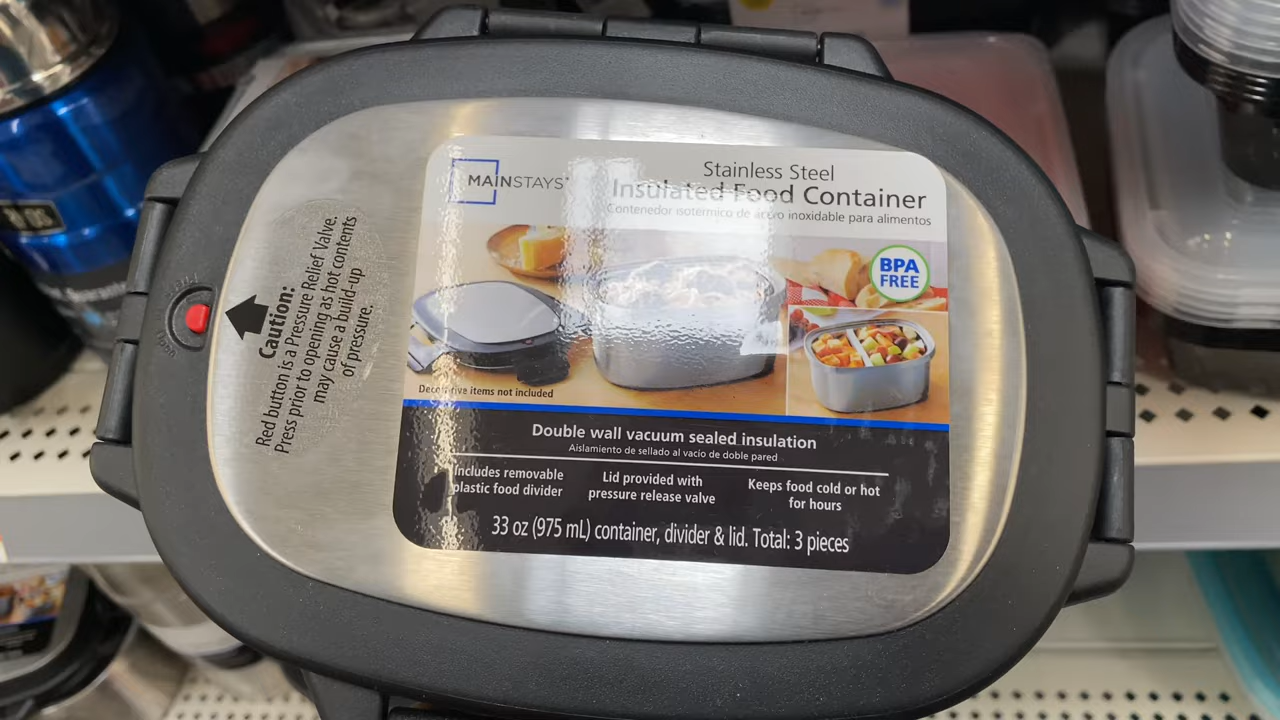 MAINSTAYS
Stainless Steel
Insulated Food Container
Contenedor isotérmico de acero inoxidable para alimentos
BPA
FREE
Decorative items not included
Double wall vacuum sealed insulation
Aislamiento de sellado al vacío de doble pared
Includes removable
plastic food divider
Lid provided with
pressure release valve
Keeps food cold or hot
for hours
33 oz (975 mL) container, divider & lid. Total: 3 pieces
Caution:
Red button is a Pressure Relief Valve.
Press prior to opening as hot contents
may cause a build-up
of pressure.